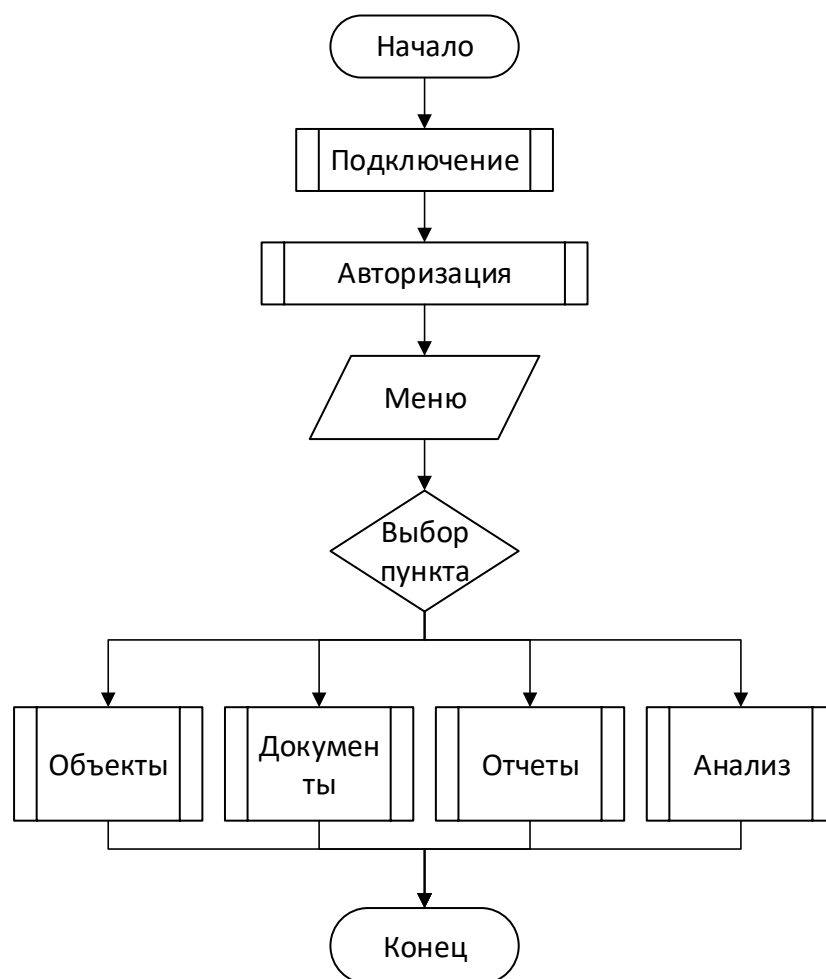 Начало
Подключение
Авторизация
Меню
Выбор
пункта
Объекты
Докумен
ты
Отчеты
Анализ
Конец